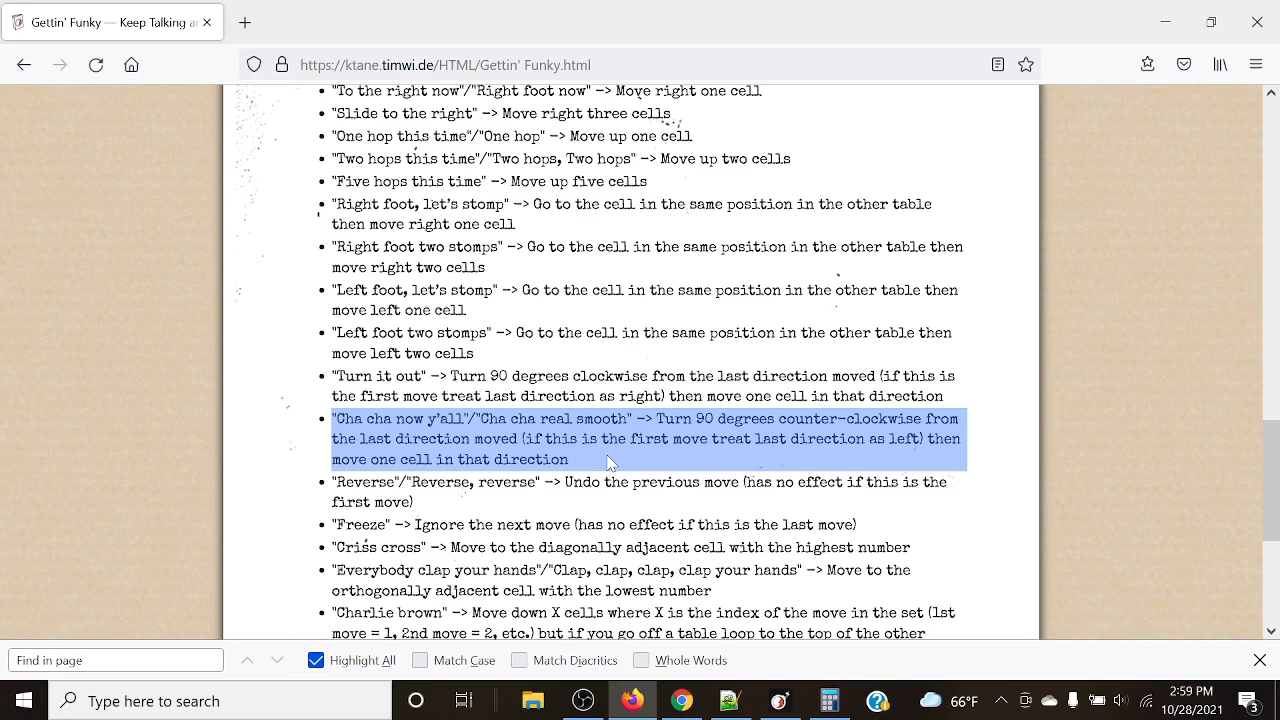 Gettin' Funky — Keep Talking a
https://ktane.timwi.de/HTML/Gettin' Funky.html
• "To the right now"/"Right foot now" -> Move right one cell
• "Slide to the right" -> Move right three cells
• "One hop this time"/"One hop" -> Move up one cell
• "Two hops this time"/"Two hops, Two hops" -> Move up two cells
• "Five hops this time" -> Move up five cells
• "Right foot, let's stomp" -> Go to the cell in the same position in the other table
then move right one cell
• "Right foot two stomps" -> Go to the cell in the same position in the other table then
move right two cells
• "Left foot, let's stomp" -> Go to the cell in the same position in the other table then
move left one cell
• "Left foot two stomps" -> Go to the cell in the same position in the other table then
move left two cells
• "Turn it out" -> Turn 90 degrees clockwise from the last direction moved (if this is
the first move treat last direction as right) then move one cell in that direction
• "Cha cha now y'all"/"Cha cha real smooth" -> Turn 90 degrees counter-clockwise from
the last direction moved (if this is the first move treat last direction as left) then
move one cell in that direction
• "Reverse"/"Reverse, reverse" -> Undo the previous move (has no effect if this is the
first move)
• "Freeze" -> Ignore the next move (has no effect if this is the last move)
• "Criss cross" -> Move to the diagonally adjacent cell with the highest number
• "Everybody clap your hands"/"Clap, clap, clap, clap your hands" -> Move to the
orthogonally adjacent cell with the lowest number
• "Charlie brown" -> Move down X cells where X is the index of the move in the set (1st
move = 1, 2nd move = 2, etc.) but if you go off a table loop to the top of the other
Find in page Highlight All Match Case Match Diacritics Whole Words
Type here to search 66°F 2:59 PM
10/28/2021 3